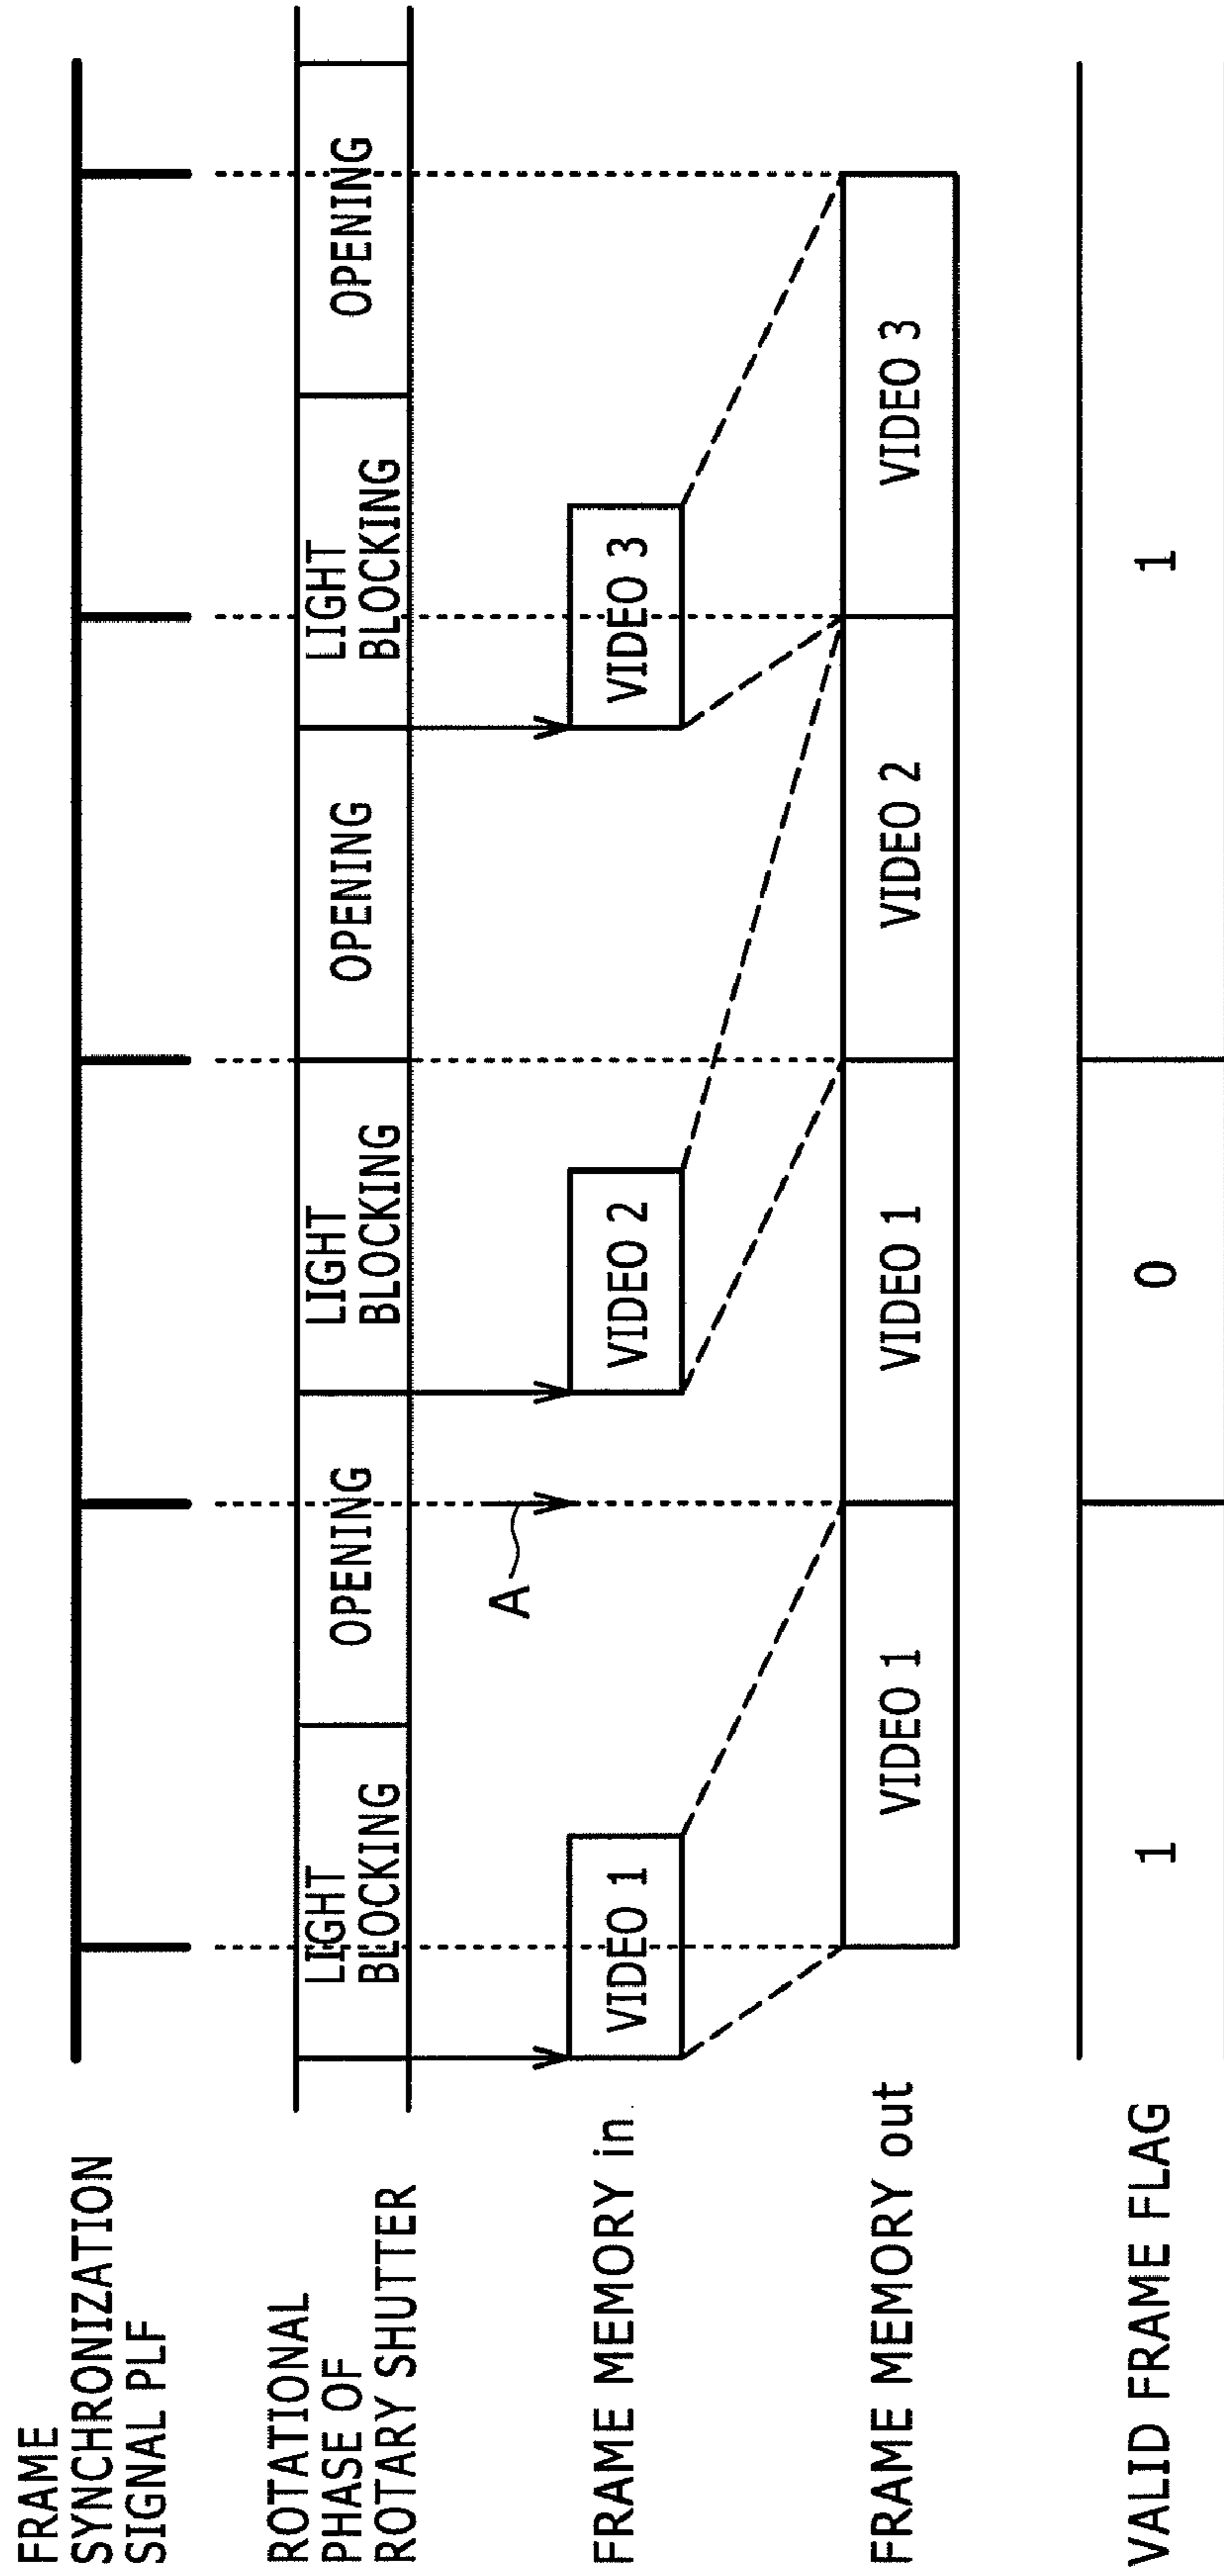 FRAME
SYNCHRONIZATION
SIGNAL PLF
ROTATIONAL
PHASE OF
ROTARY SHUTTER
LIGHT
BLOCKING
OPENING
LIGHT
BLOCKING
OPENING
LIGHT
BLOCKING
OPENING
A
FRAME MEMORY in
VIDEO 1
VIDEO 2
VIDEO 3
FRAME MEMORY out
VIDEO 1
VIDEO 1
VIDEO 2
VIDEO 3
VALID FRAME FLAG
1
0
1